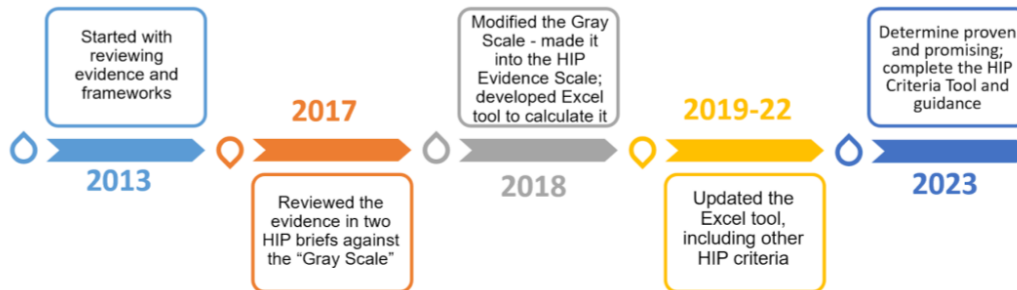 Started with
reviewing
evidence and
frameworks
2013
2017
Reviewed the
evidence in two
HIP briefs against
the “Gray Scale”
Modified the Gray
Scale - made it
into the HIP
Evidence Scale;
developed Excel
tool to calculate it
2018
2019-22
Updated the
Excel tool,
including other
HIP criteria
Determine proven
and promising;
complete the HIP
Criteria Tool and
guidance
2023